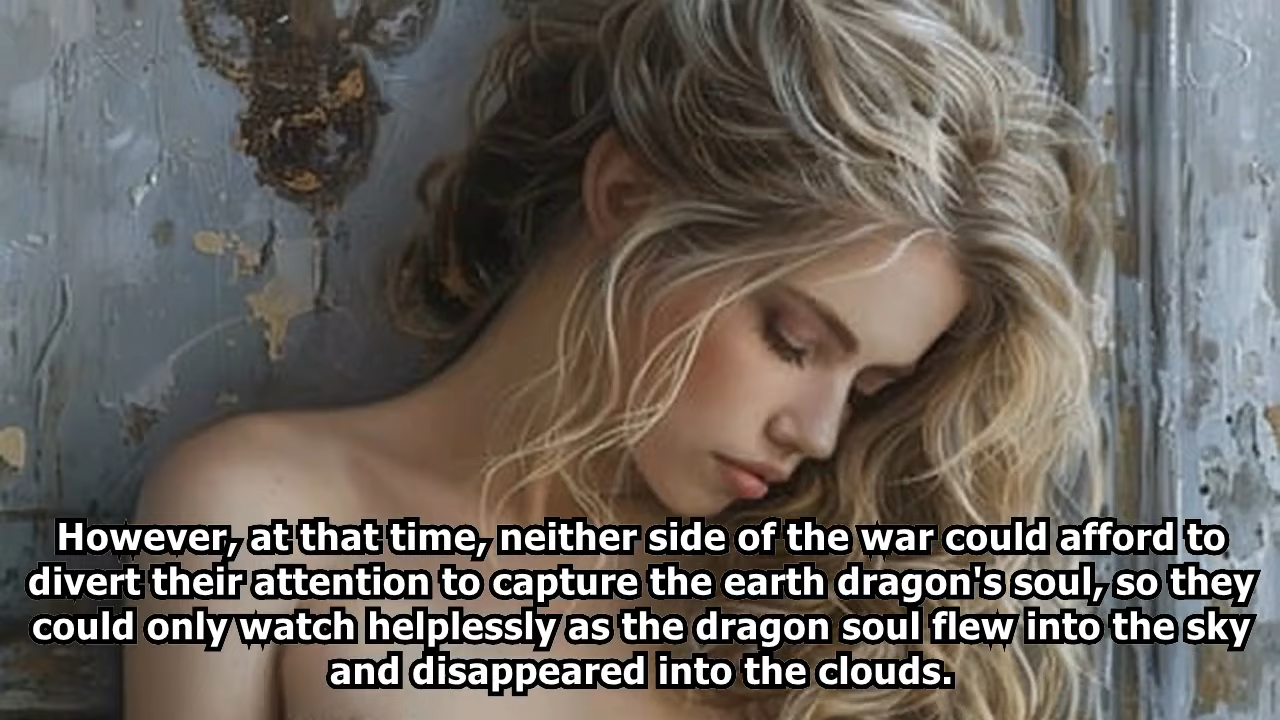 However, at that time, neither side of the war could afford to
divert their attention to capture the earth dragon's soul, so they
could only watch helplessly as the dragon soul flew into the sky
and disappeared into the clouds.